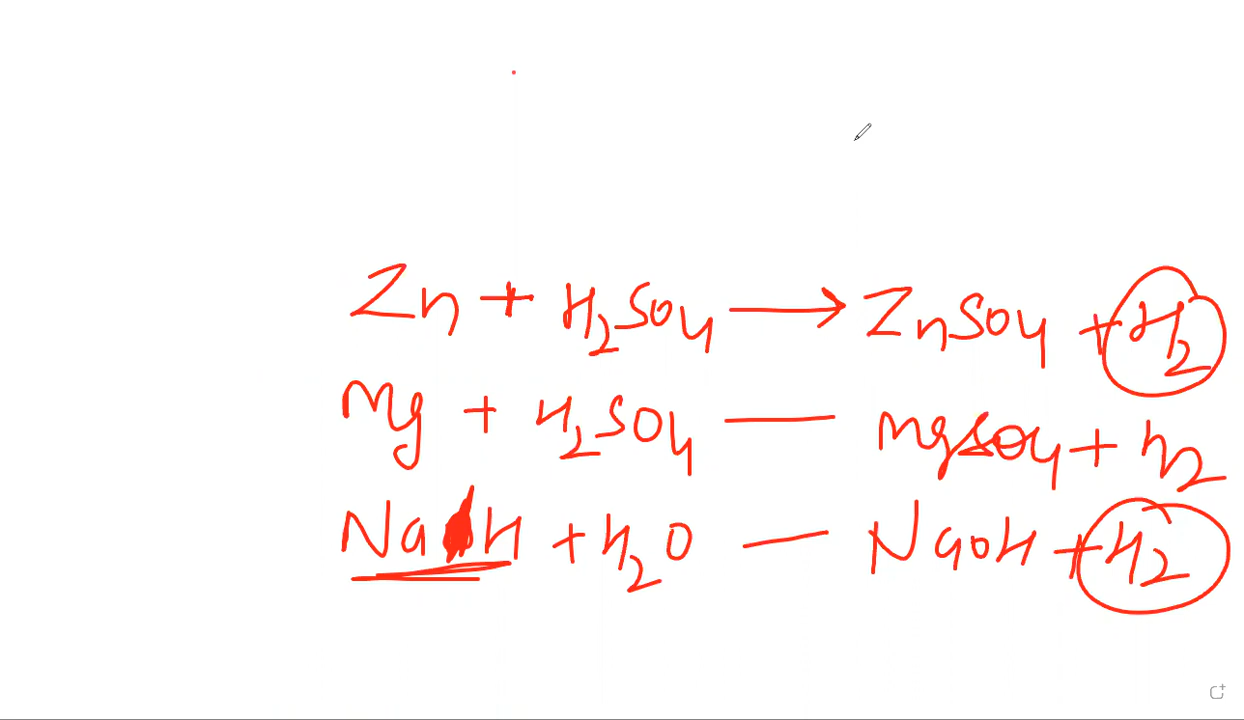 Zn + H2SO4 → ZnSO4 + H2
Mg + H2SO4 — MgSO4 + H2
NaH + H2O — NaOH + H2